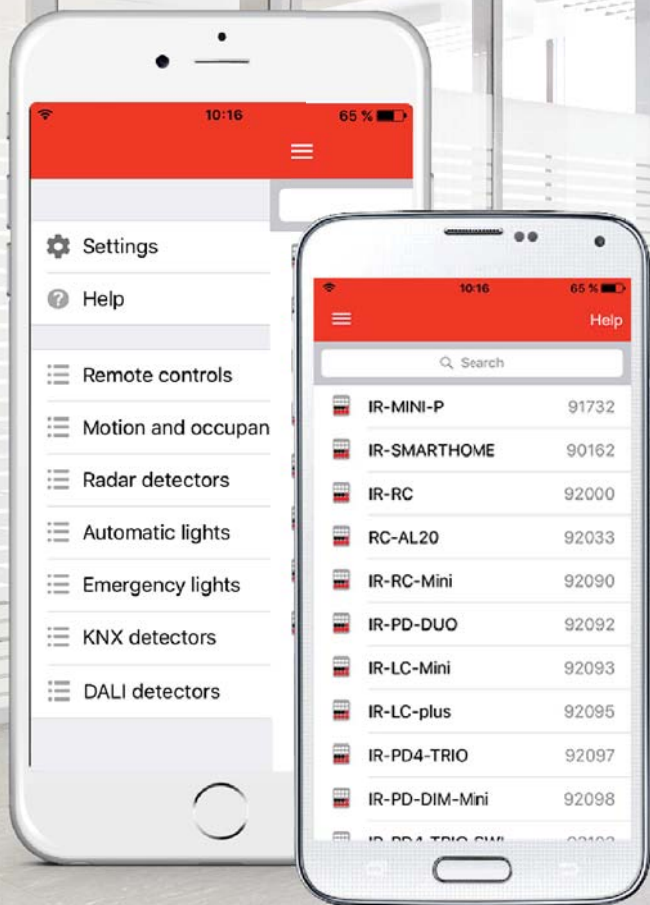 10:16
65 %
Settings
Help
Remote controls
Motion and occupan
Radar detectors
Automatic lights
Emergency lights
KNX detectors
DALI detectors
10:16
65 %
Help
Search
IR-MINI-P 91732
IR-SMARTHOME 90162
IR-RC 92000
RC-AL20 92033
IR-RC-Mini 92090
IR-PD-DUO 92092
IR-LC-Mini 92093
IR-LC-plus 92095
IR-PD4-TRIO 92097
IR-PD-DIM-Mini 92098